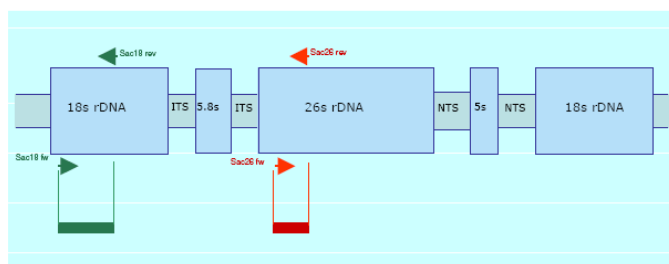 Sac18 rev
Sac26 rev
18s rDNA
ITS
5.8s
ITS
26s rDNA
NTS
5s
NTS
18s rDNA
Sac18 fw
Sac26 fw